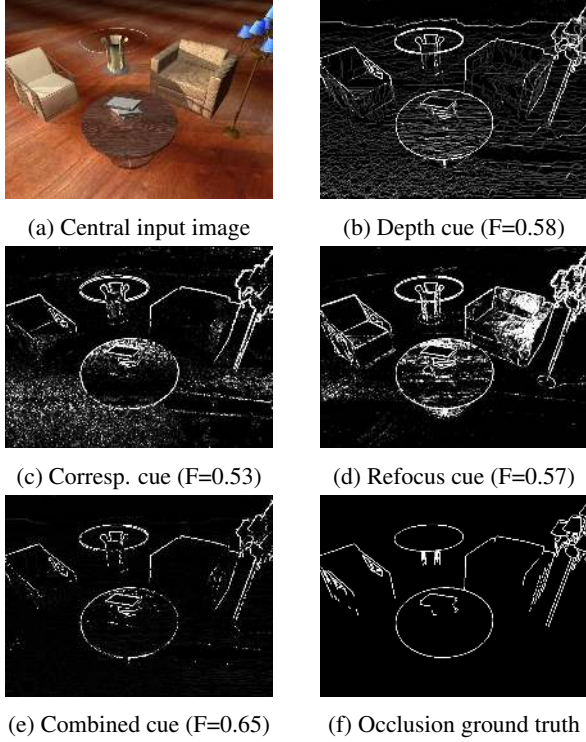 (a) Central input image
(b) Depth cue (F=0.58)
(c) Corresp. cue (F=0.53)
(d) Refocus cue (F=0.57)
(e) Combined cue (F=0.65)
(f) Occlusion ground truth